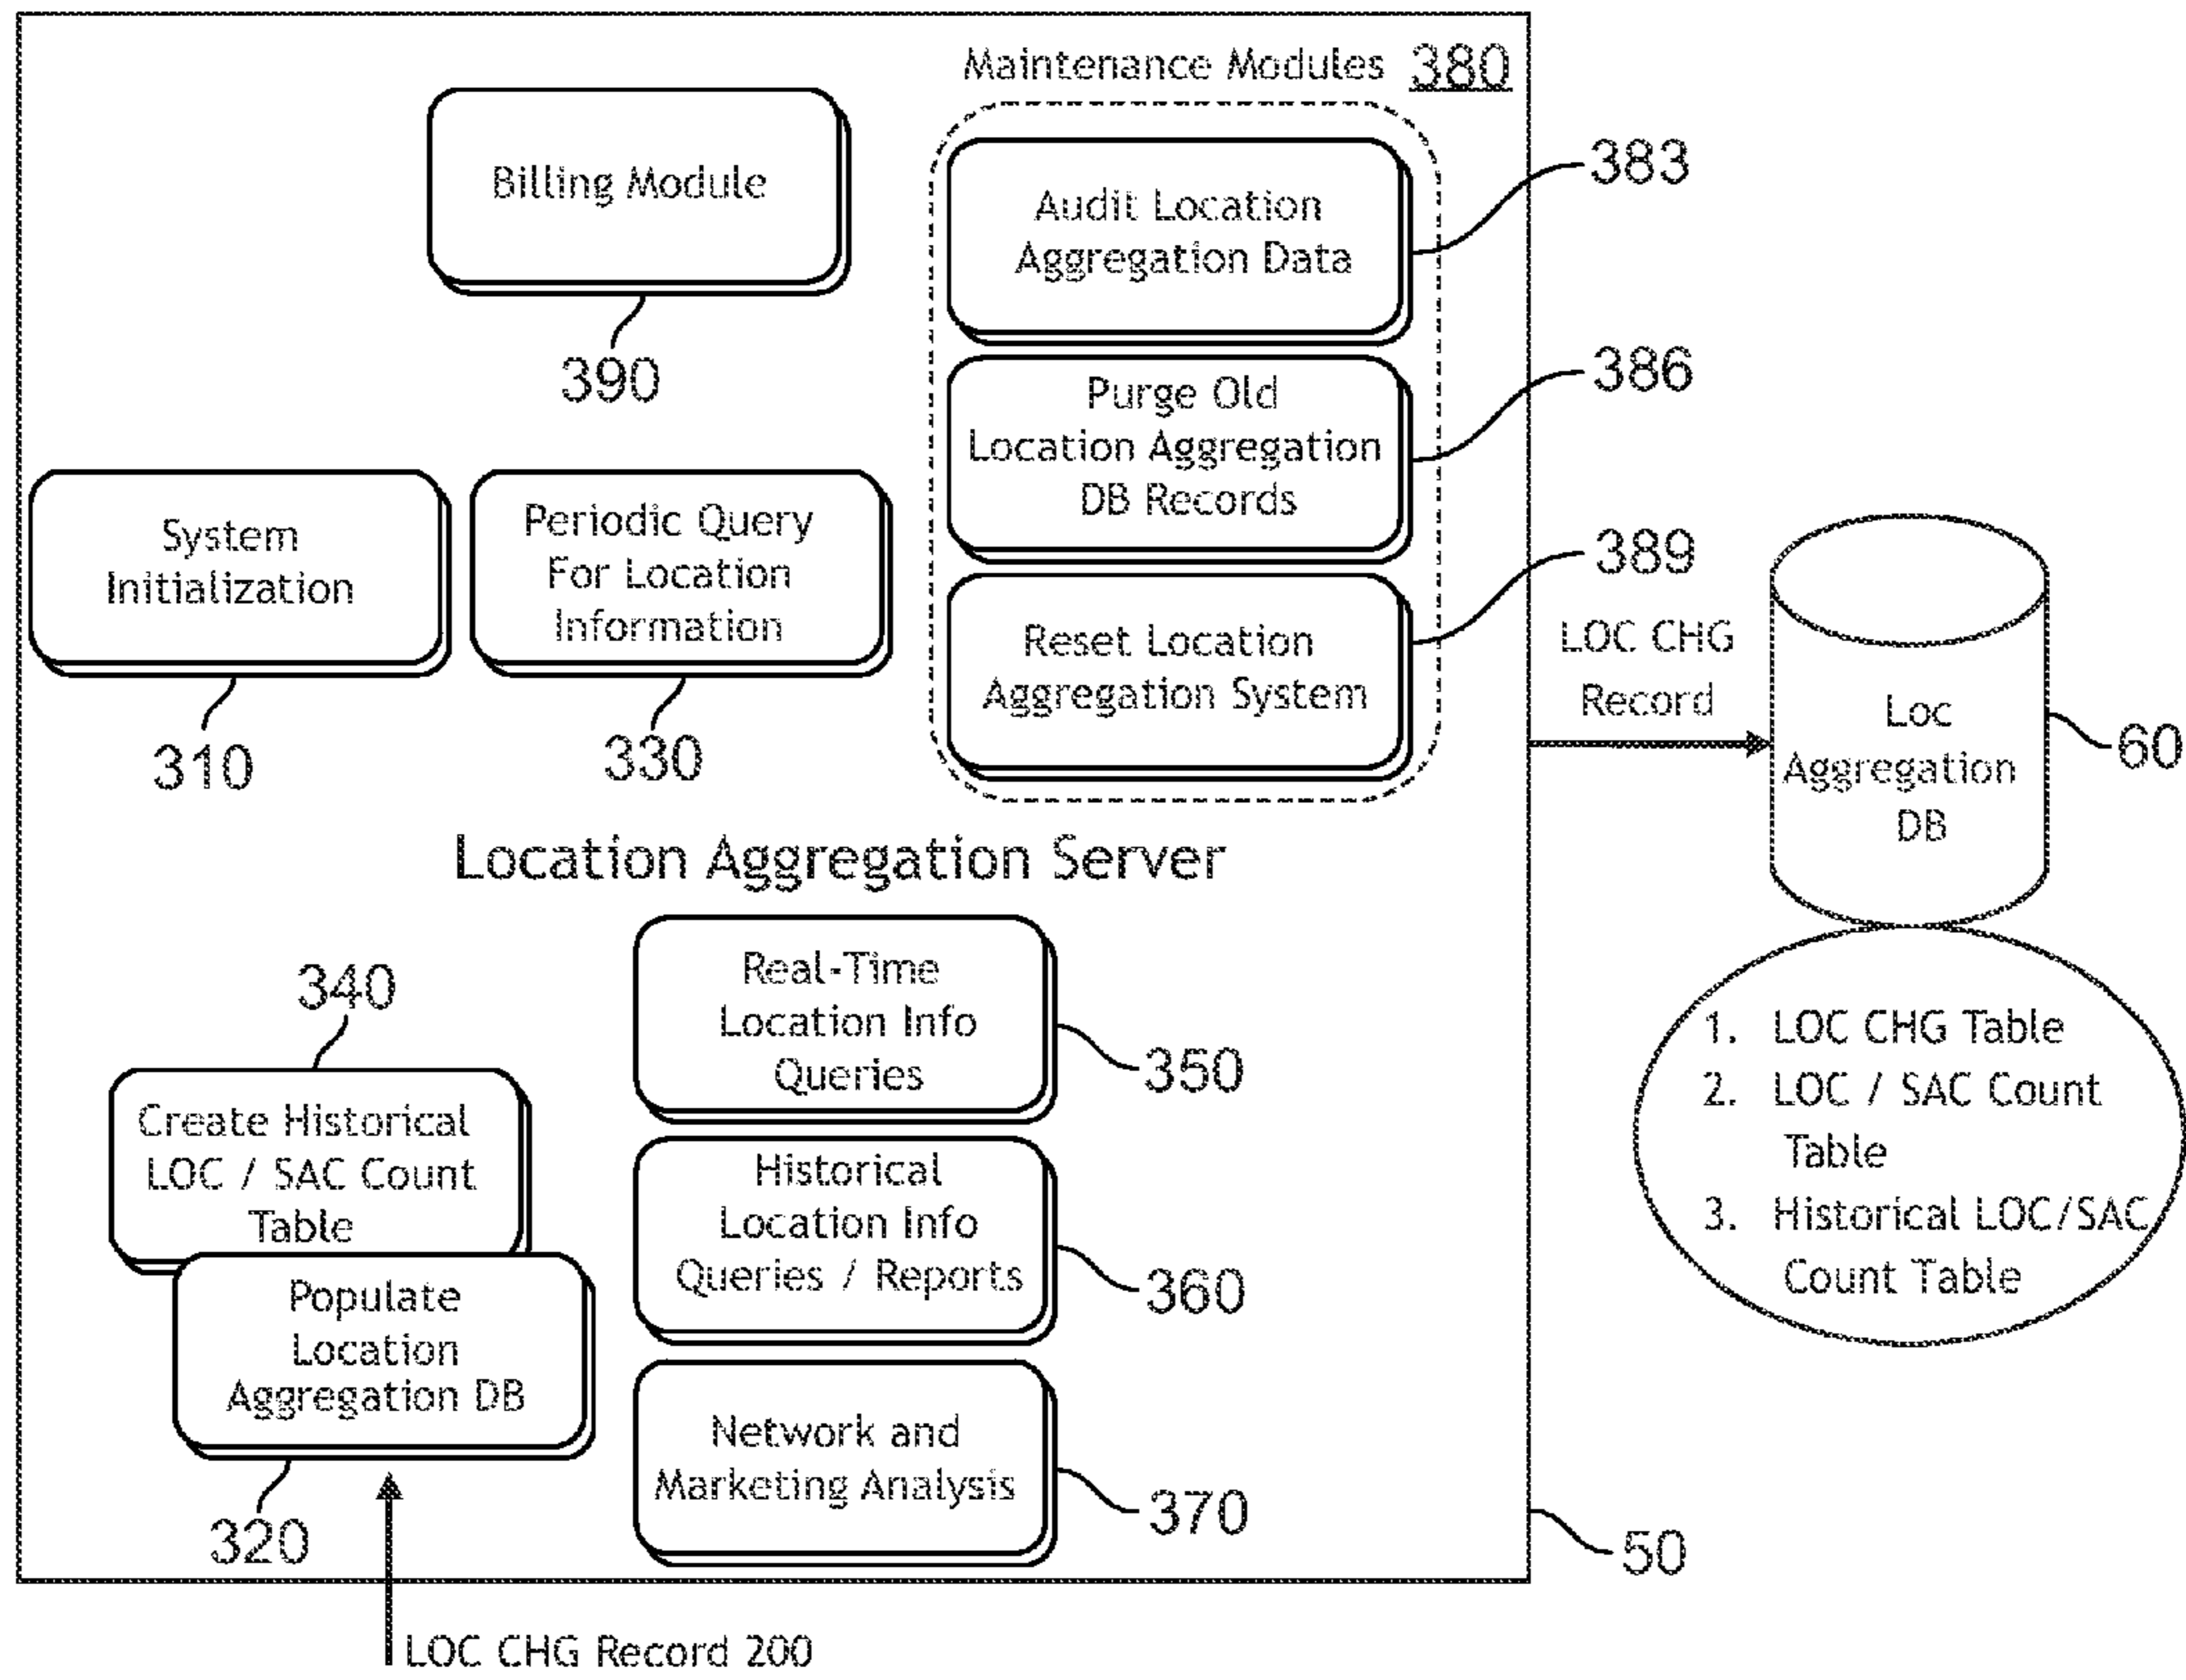 Maintenance Modules 380
Billing Module
390
Audit Location
Aggregation Data
383
Purge Old
Location Aggregation
DB Records
386
Reset Location
Aggregation System
389
System
Initialization
310
Periodic Query
For Location
Information
330
LOC CHG
Record
Loc
Aggregation
DB
60
Location Aggregation Server
340
Create Historical
LOC / SAC Count
Table
Populate
Location
Aggregation DB
320
Real-Time
Location Info
Queries
350
Historical
Location Info
Queries / Reports
360
Network and
Marketing Analysis
370
1. LOC CHG Table
2. LOC / SAC Count
Table
3. Historical LOC/SAC
Count Table
50
LOC CHG Record 200